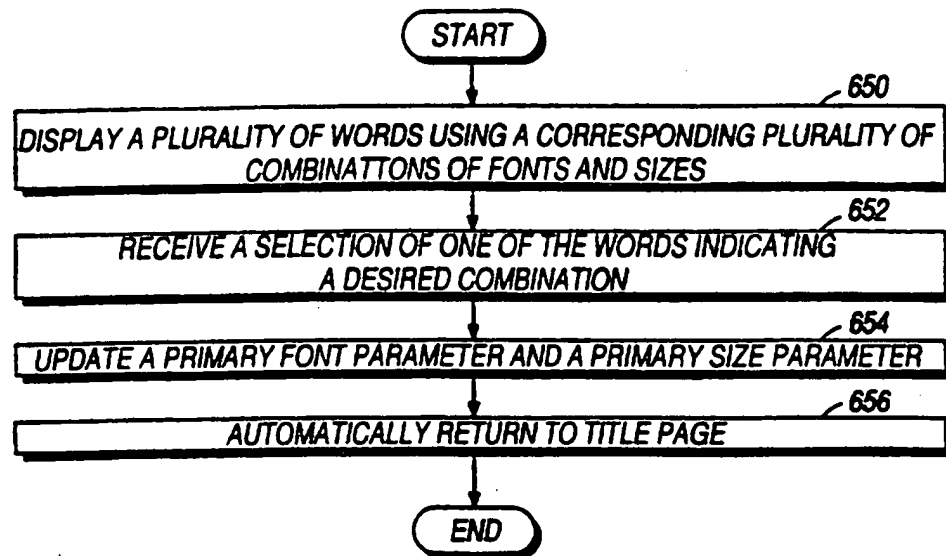 START
650
DISPLAY A PLURALITY OF WORDS USING A CORRESPONDING PLURALITY OF
COMBINATTONS OF FONTS AND SIZES
652
RECEIVE A SELECTION OF ONE OF THE WORDS INDICATING
A DESIRED COMBINATION
654
UPDATE A PRIMARY FONT PARAMETER AND A PRIMARY SIZE PARAMETER
656
AUTOMATICALLY RETURN TO TITLE PAGE
END